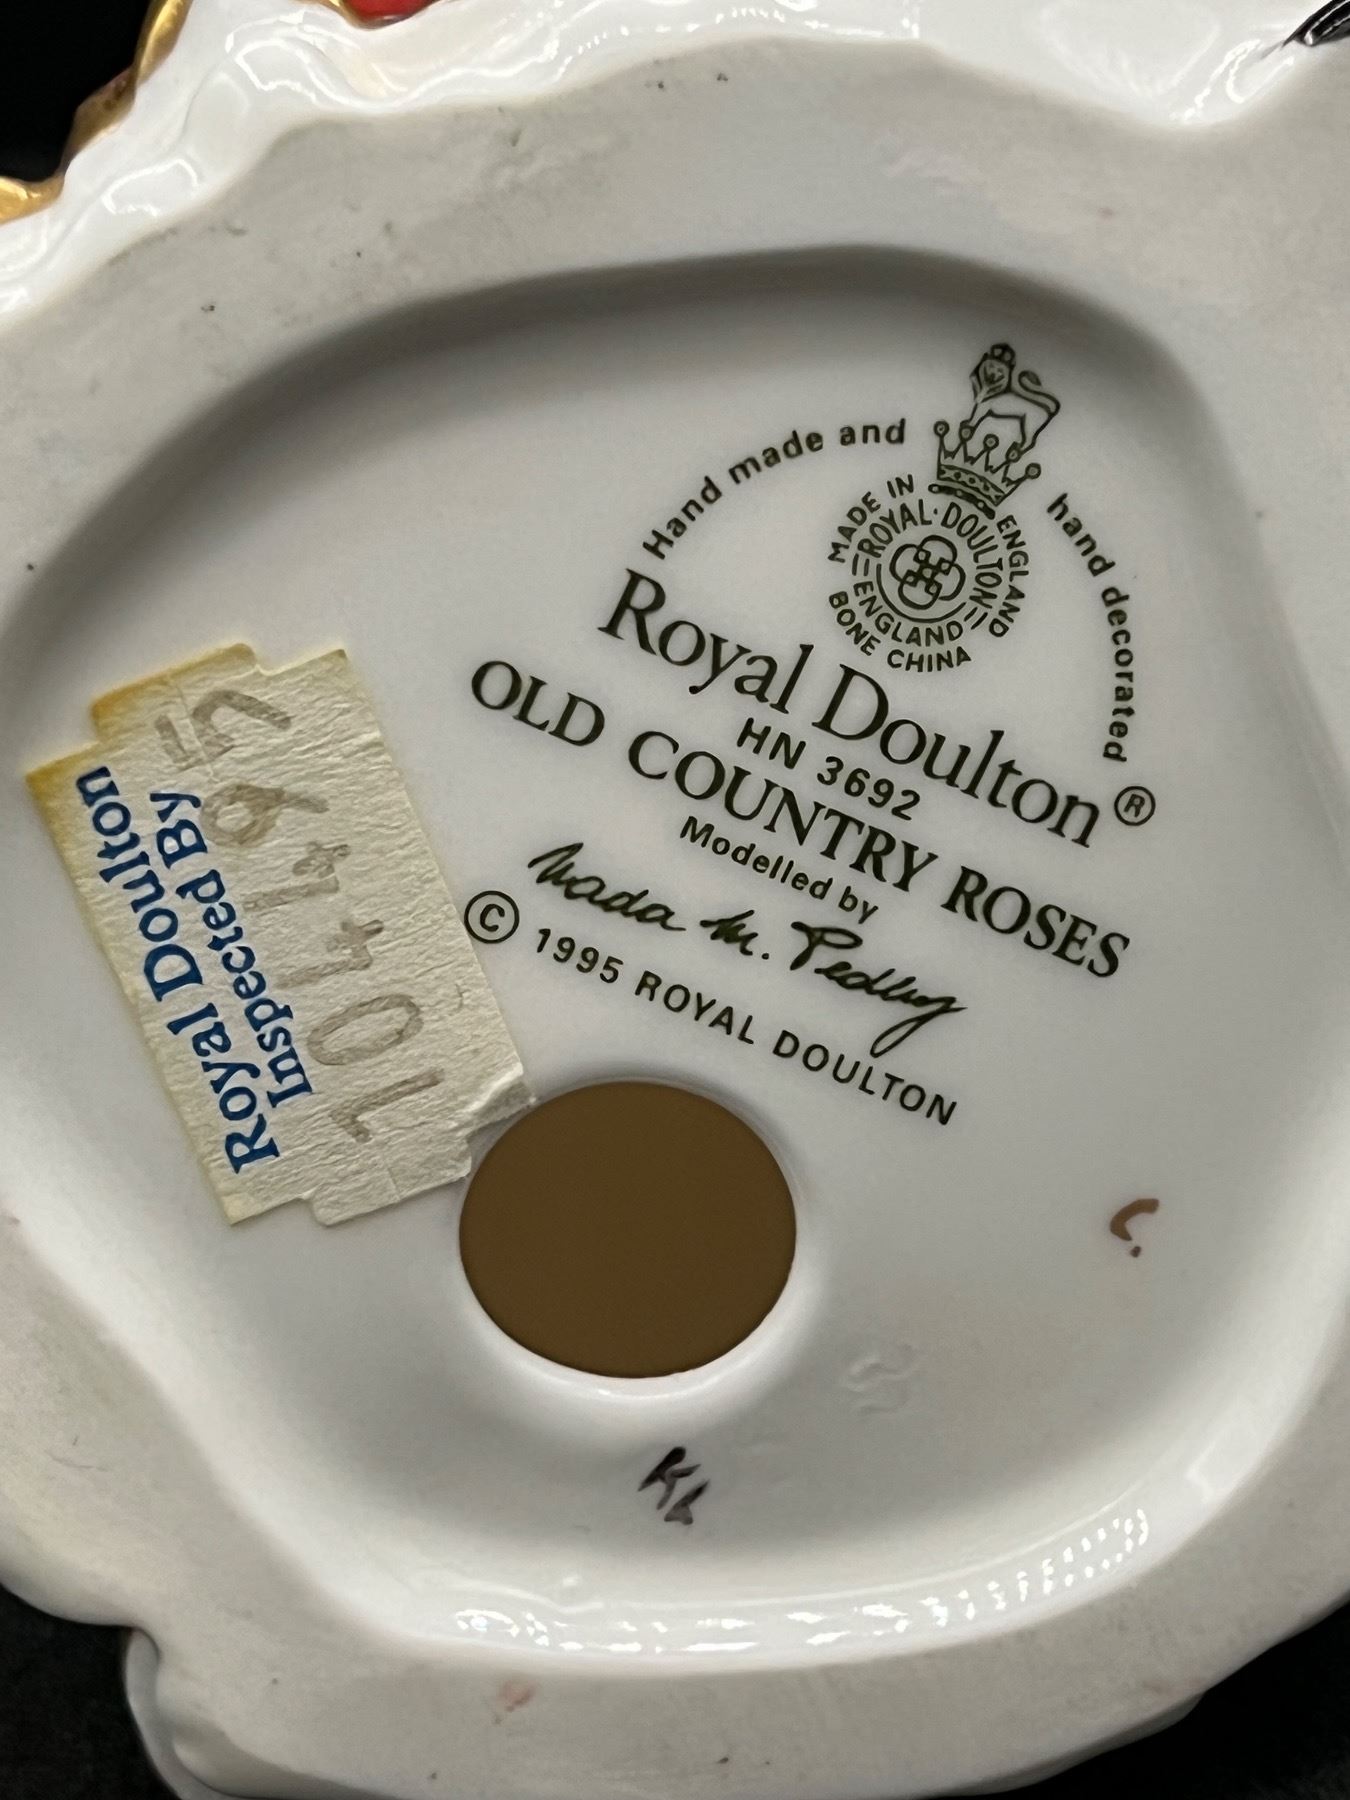 Hand made and hand decorated
MADE IN ENGLAND
ROYAL·DOULTON
ENGLAND
BONE CHINA
Royal Doulton ®
HN 3692
OLD COUNTRY ROSES
Modelled by
Nada M. Pedley
© 1995 ROYAL DOULTON
Royal Doulton
Inspected By
C.